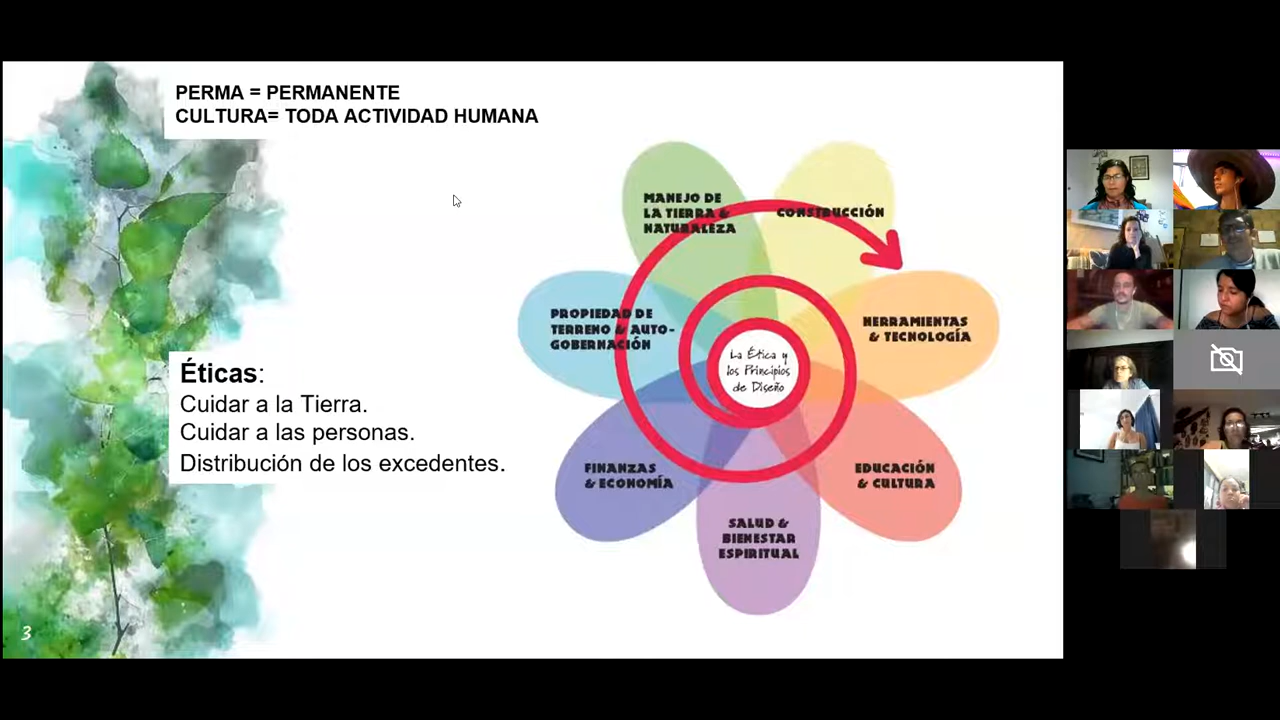 PERMA = PERMANENTE
CULTURA= TODA ACTIVIDAD HUMANA
MANEJO DE
LA TIERRA &
NATURALEZA
CONSTRUCCIÓN
PROPIEDAD DE
TERRENO & AUTO-
GOBERNACIÓN
HERRAMIENTAS
& TECNOLOGÍA
La Ética y
los Principios
de Diseño
Éticas:
Cuidar a la Tierra.
Cuidar a las personas.
Distribución de los excedentes.
FINANZAS
& ECONOMÍA
EDUCACIÓN
& CULTURA
SALUD &
BIENESTAR
ESPIRITUAL
3